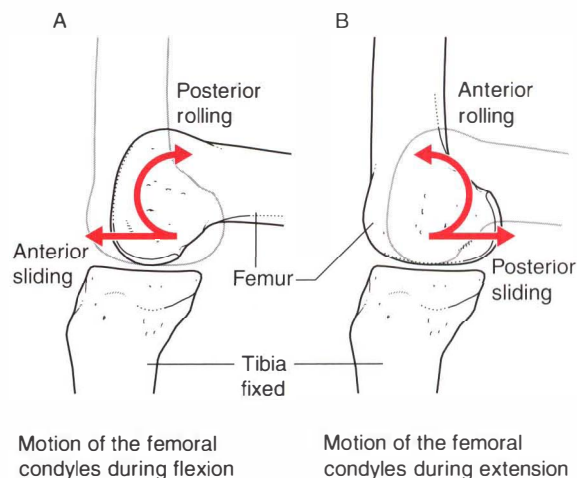 A
B
Posterior
rolling
Anterior
rolling
Anterior
sliding
Femur
Posterior
sliding
Tibia
fixed
Motion of the femoral
condyles during flexion
Motion of the femoral
condyles during extension